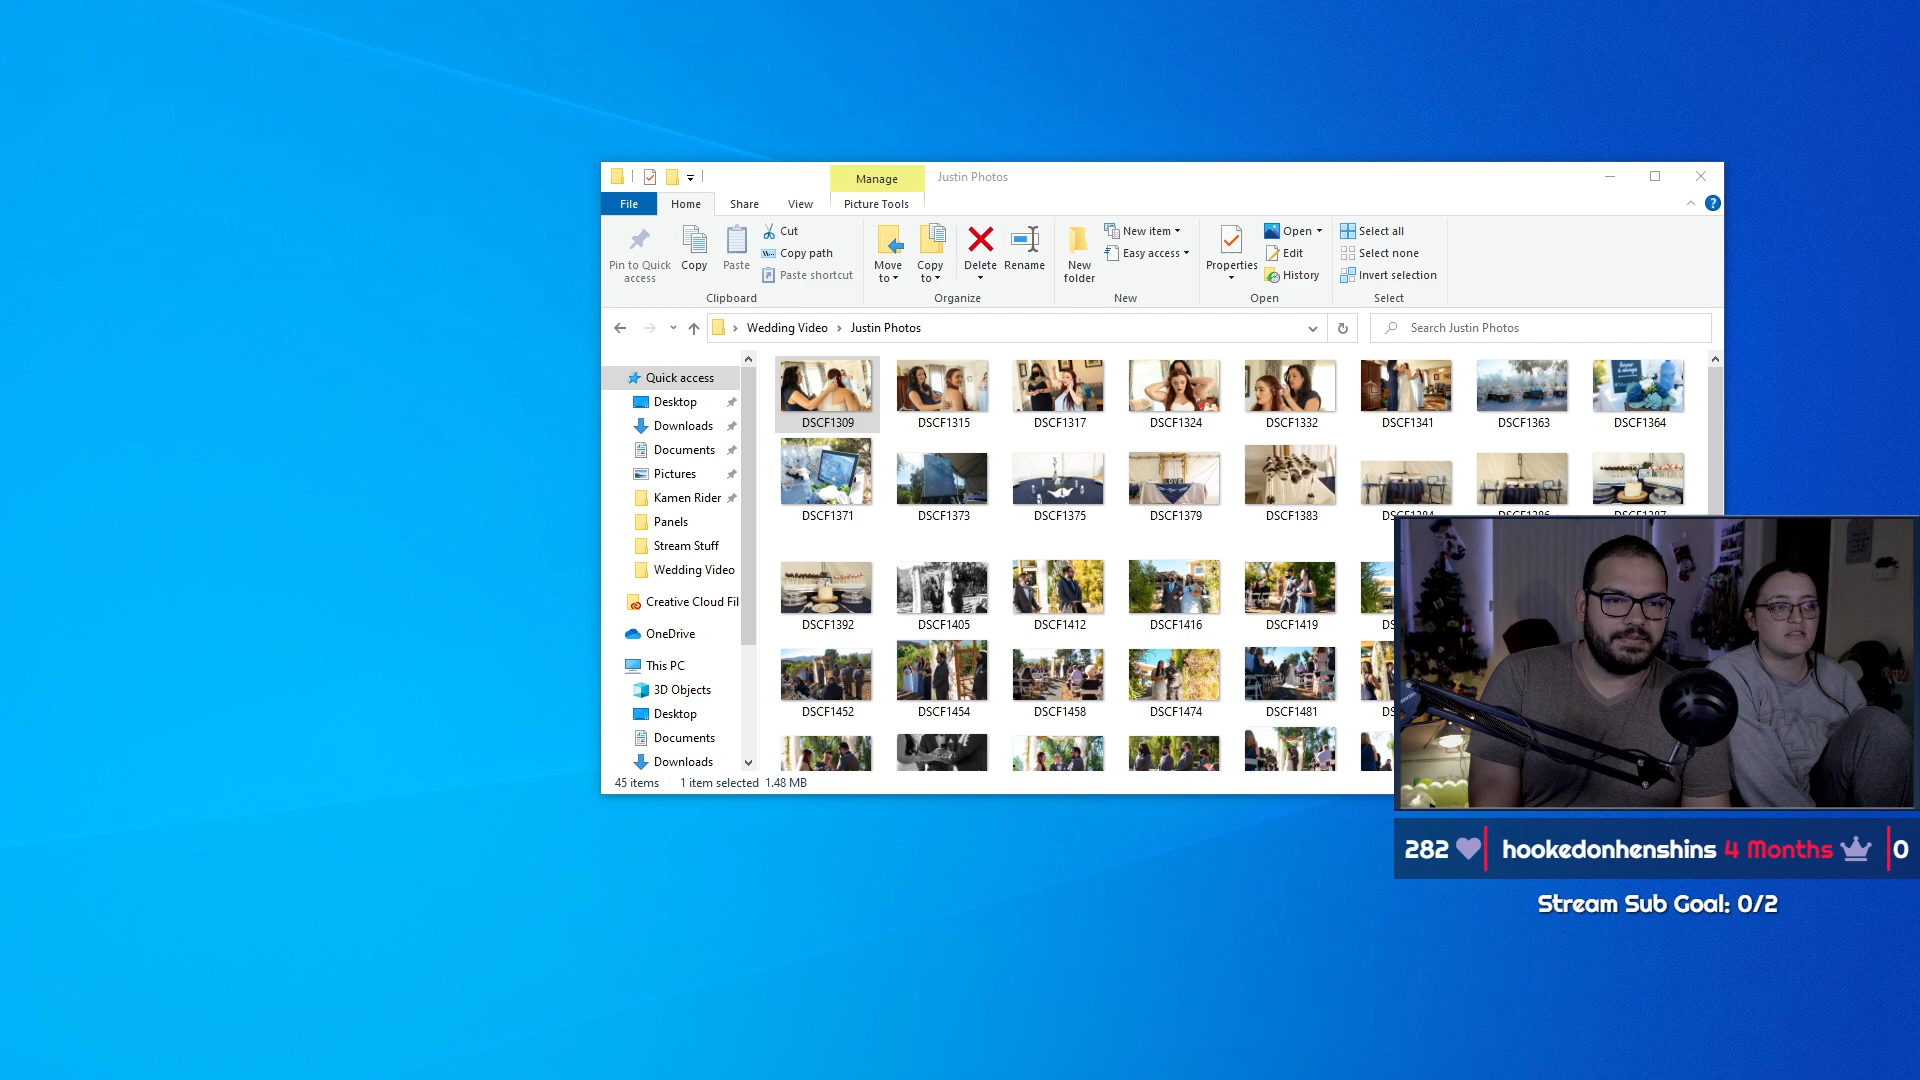 Manage
Justin Photos
File
Home
Share
View
Picture Tools
Pin to Quick access
Copy
Paste
Cut
Copy path
Paste shortcut
Clipboard
Move to
Copy to
Delete
Rename
Organize
New folder
New item
Easy access
New
Properties
Open
Edit
History
Open
Select all
Select none
Invert selection
Select
Wedding Video › Justin Photos
Search Justin Photos
Quick access
Desktop
Downloads
Documents
Pictures
Kamen Rider
Panels
Stream Stuff
Wedding Video
Creative Cloud Fil
OneDrive
This PC
3D Objects
Desktop
Documents
Downloads
DSCF1309 DSCF1315 DSCF1317 DSCF1324 DSCF1332 DSCF1341 DSCF1363 DSCF1364
DSCF1371 DSCF1373 DSCF1375 DSCF1379 DSCF1383 DSCF1384 DSCF1386 DSCF1387
DSCF1392 DSCF1405 DSCF1412 DSCF1416 DSCF1419 DS
DSCF1452 DSCF1454 DSCF1458 DSCF1474 DSCF1481 DS
45 items 1 item selected 1.48 MB
282 hookedonhenshins 4 Months 0
Stream Sub Goal: 0/2